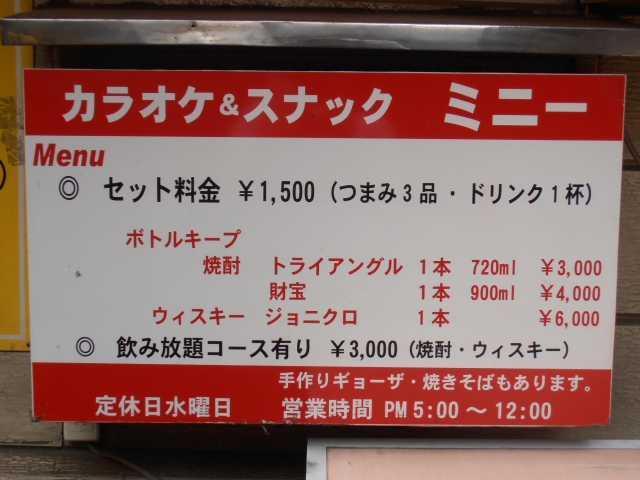 カラオケ&スナック ミニー
Menu
◎ セット料金 ¥1,500 (つまみ3品・ドリンク1杯)
ボトルキープ
焼酎 トライアングル 1本 720ml ¥3,000
財宝 1本 900ml ¥4,000
ウィスキー ジョニクロ 1本 ¥6,000
◎ 飲み放題コース有り ¥3,000 (焼酎・ウィスキー)
手作りギョーザ・焼きそばもあります。
定休日水曜日 営業時間 PM 5:00 ～ 12:00